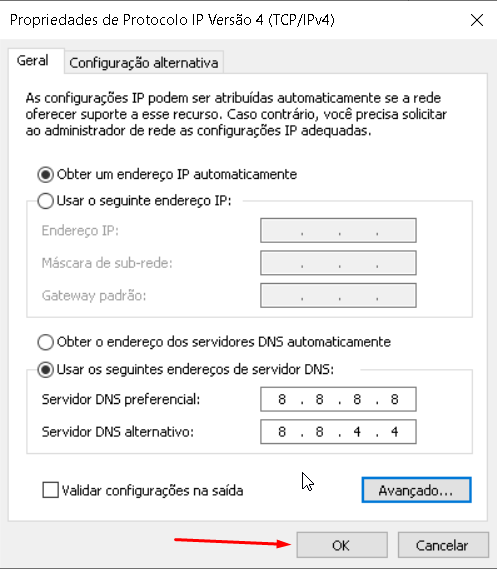 Propriedades de Protocolo IP Versão 4 (TCP/IPv4)
Geral
Configuração alternativa
As configurações IP podem ser atribuídas automaticamente se a rede
oferecer suporte a esse recurso. Caso contrário, você precisa solicitar
ao administrador de rede as configurações IP adequadas.
Obter um endereço IP automaticamente
Usar o seguinte endereço IP:
Endereço IP:
Máscara de sub-rede:
Gateway padrão:
Obter o endereço dos servidores DNS automaticamente
Usar os seguintes endereços de servidor DNS:
Servidor DNS preferencial: 8 . 8 . 8 . 8
Servidor DNS alternativo: 8 . 8 . 4 . 4
Validar configurações na saída
Avançado...
OK
Cancelar